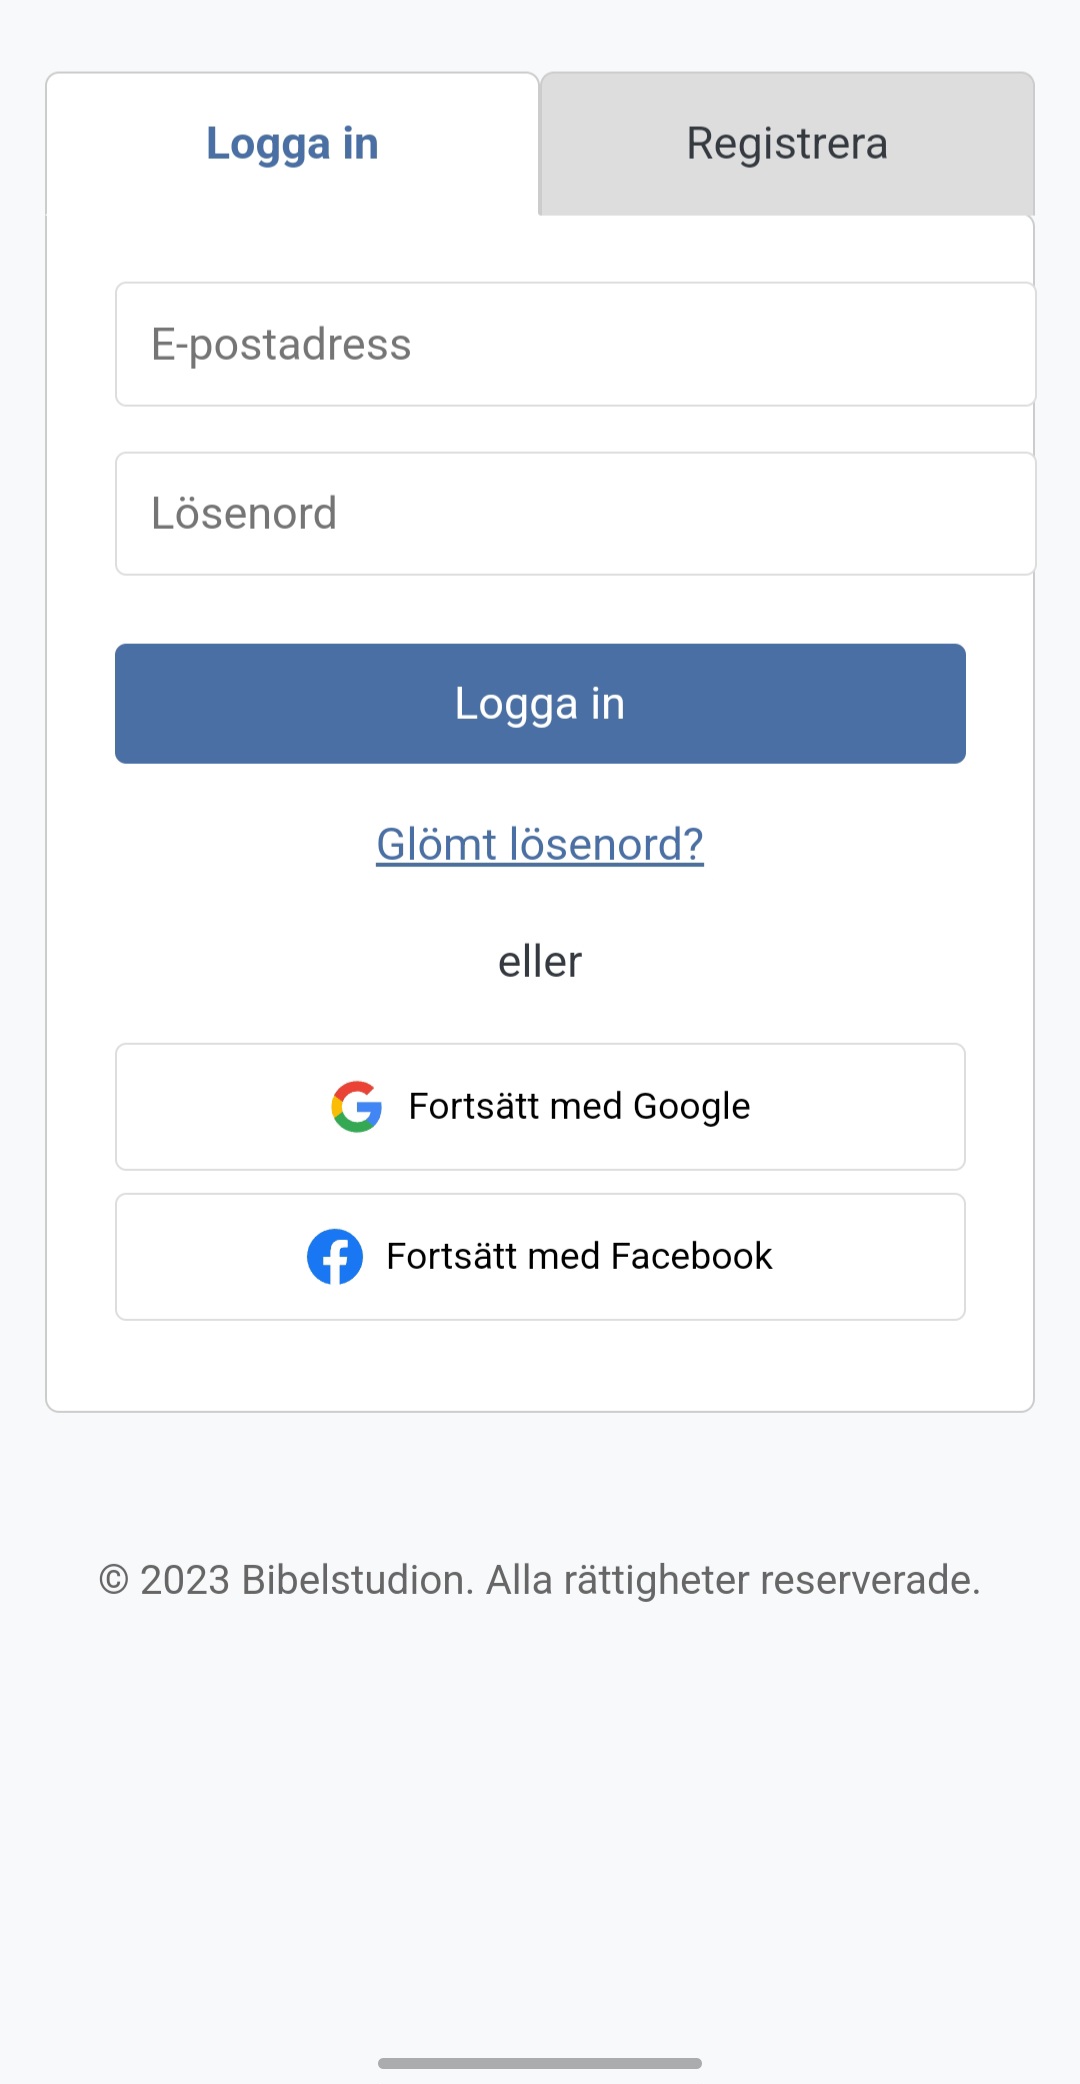 Logga in
Registrera
E-postadress
Lösenord
Logga in
Glömt lösenord?
eller
Fortsätt med Google
Fortsätt med Facebook
© 2023 Bibelstudion. Alla rättigheter reserverade.